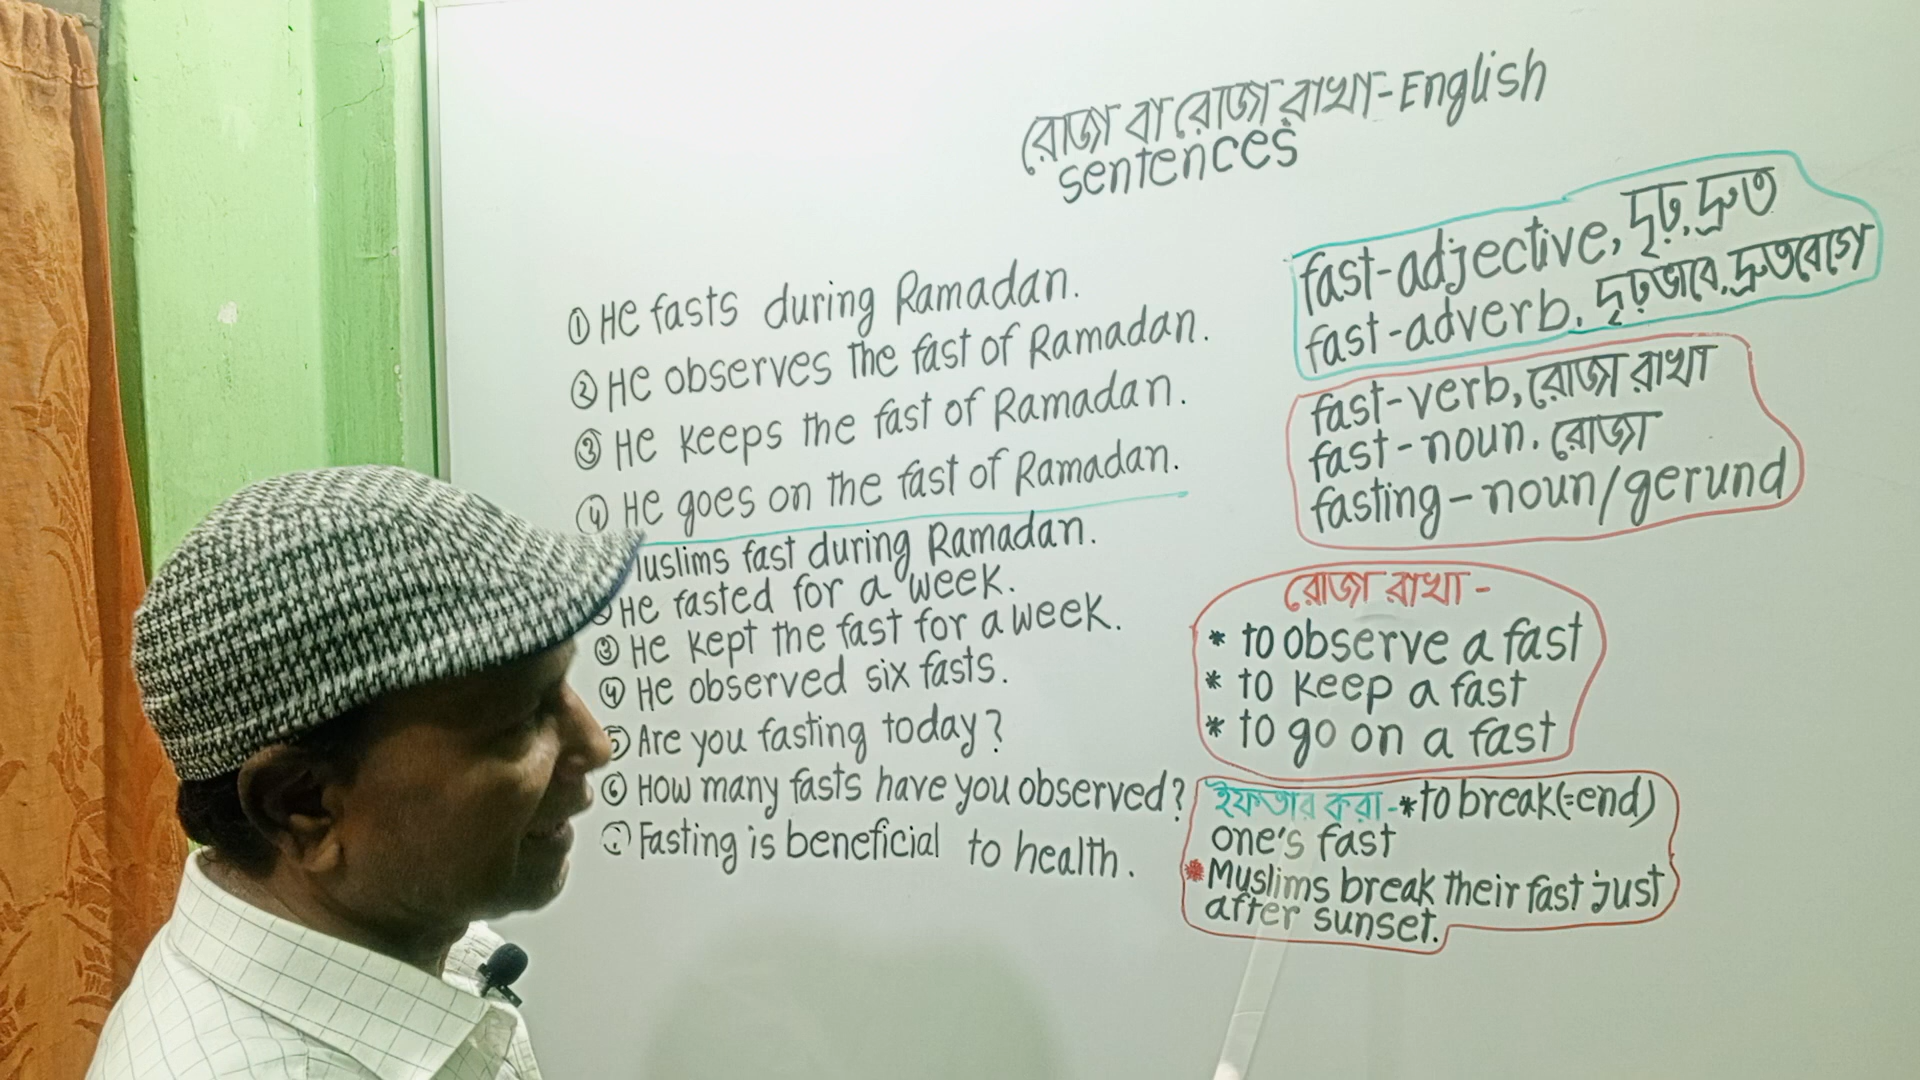 রোজা বা রোজা রাখা-English
sentences
① He fasts during Ramadan.
② He observes the fast of Ramadan.
③ He keeps the fast of Ramadan.
④ He goes on the fast of Ramadan.
uslims fast during Ramadan.
He fasted for a week.
③ He kept the fast for a week.
④ He observed six fasts.
⑤ Are you fasting today?
⑥ How many fasts have you observed?
Fasting is beneficial to health.
fast-adjective, দৃঢ়, দ্রুত
fast-adverb. দৃঢ়ভাবে, দ্রুতবেগে
fast-verb, রোজা রাখা
fast-noun. রোজা
fasting-noun/gerund
রোজা রাখা-
* to observe a fast
* to keep a fast
* to go on a fast
ইফতার করা-*to break(=end)
one's fast
*Muslims break their fast just
after sunset.